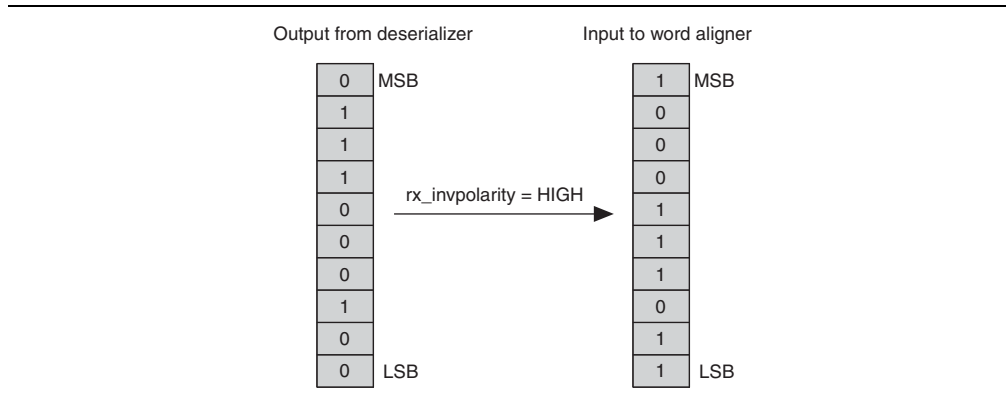 Output from deserializer Input to word aligner
0 MSB 1 MSB
1 0
1 0
1 0
0 rx_invpolarity = HIGH 1
0 1
0 1
1 0
0 1
0 LSB 1 LSB